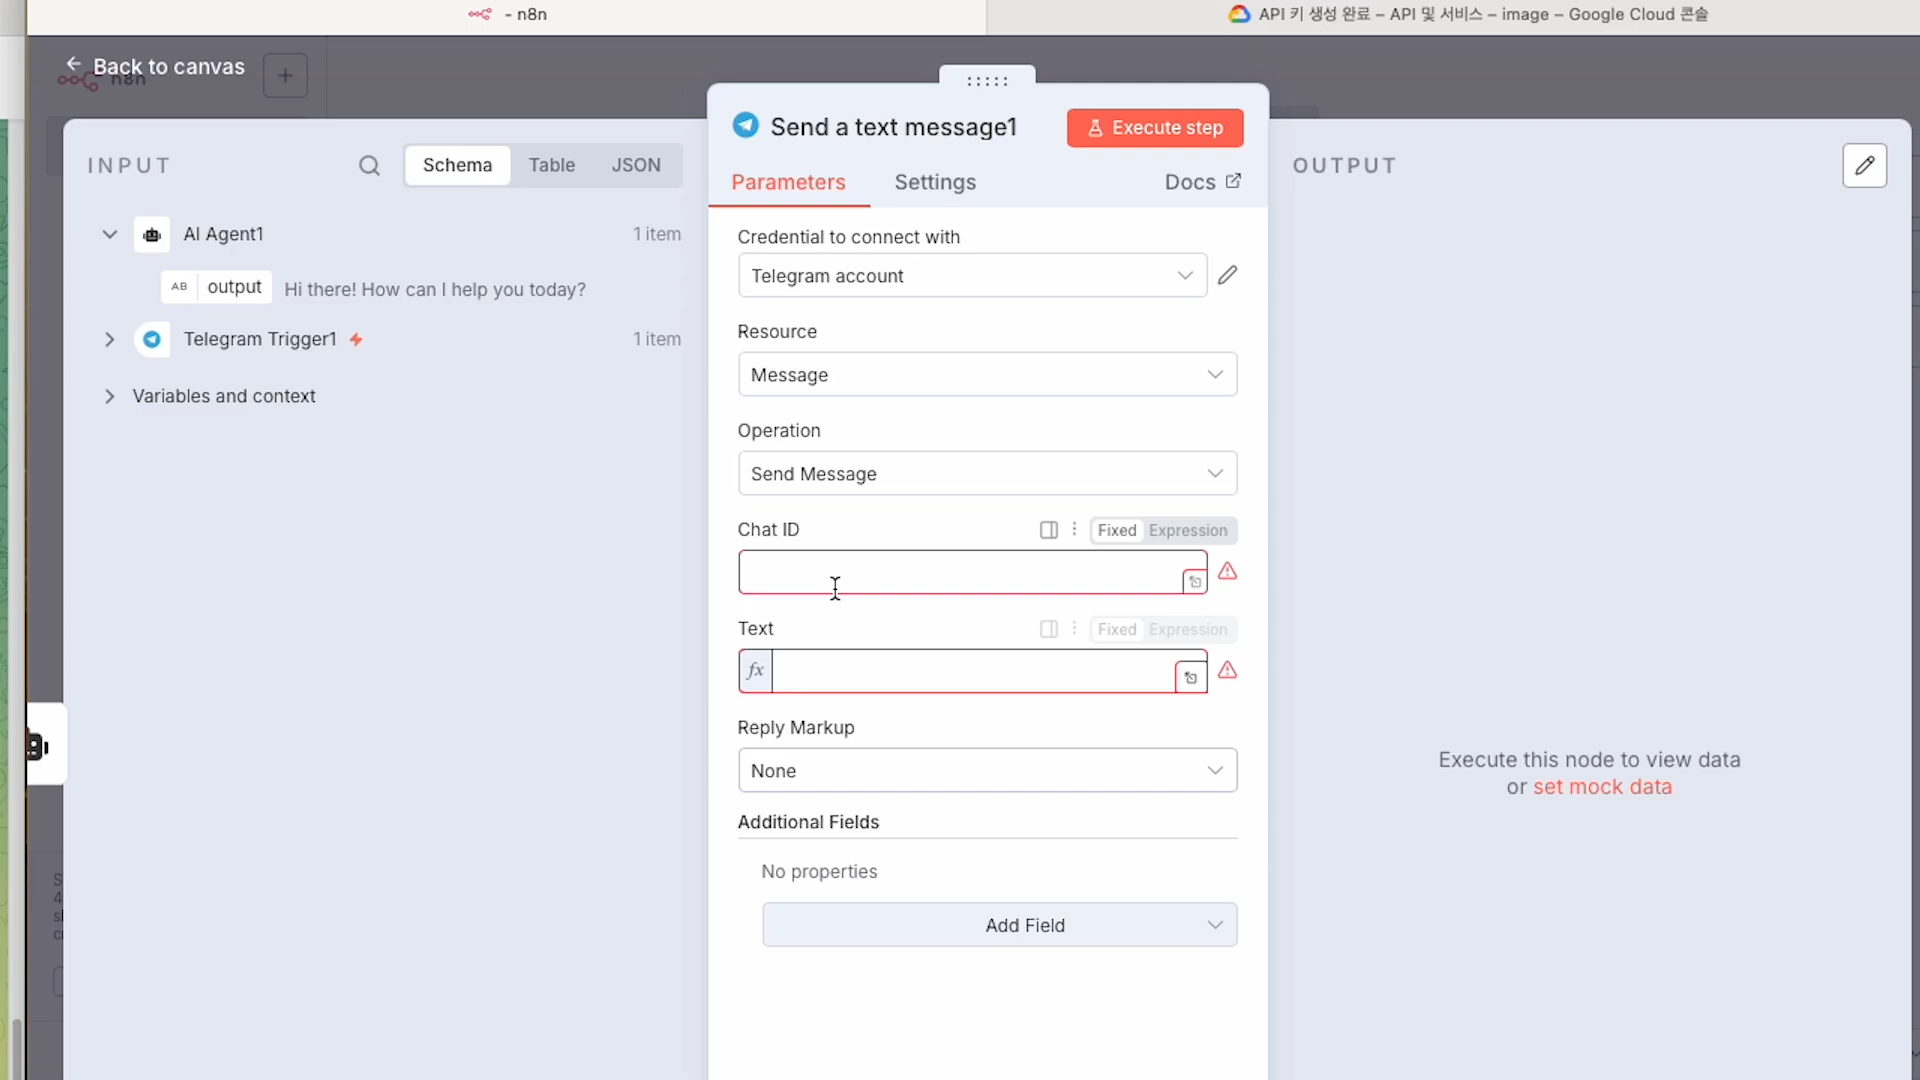 - n8n
API 키 생성 완료 – API 및 서비스 – image – Google Cloud 콘솔
Back to canvas
n8n
INPUT
Schema
Table
JSON
AI Agent1
1 item
AB
output
Hi there! How can I help you today?
Telegram Trigger1
1 item
Variables and context
Send a text message1
Execute step
Parameters
Settings
Docs
Credential to connect with
Telegram account
Resource
Message
Operation
Send Message
Chat ID
Fixed
Expression
Text
Fixed
Expression
fx
Reply Markup
None
Additional Fields
No properties
Add Field
OUTPUT
Execute this node to view data
or set mock data